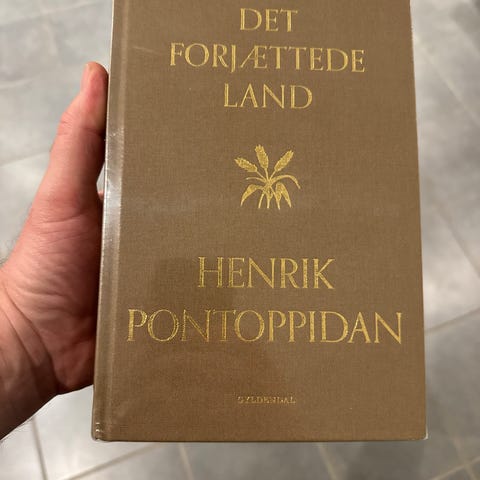 DET
FORJÆTTEDE
LAND
HENRIK
PONTOPPIDAN
GYLDENDAL